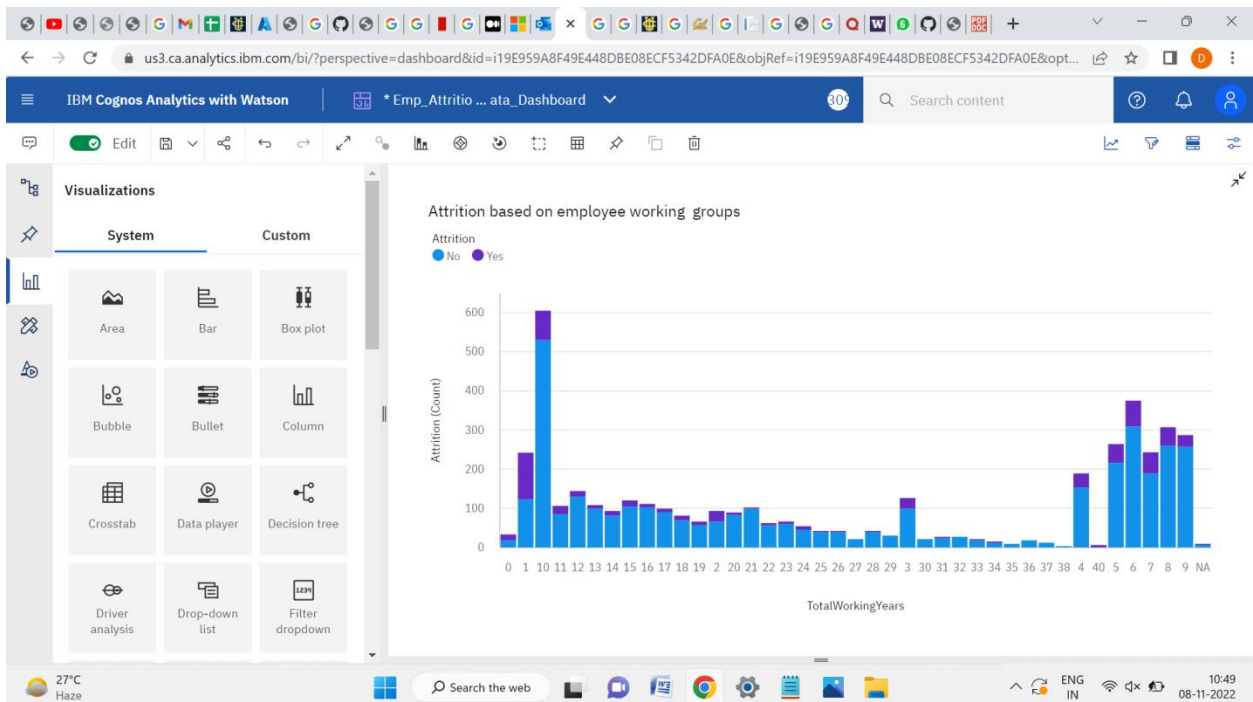 us3.ca.analytics.ibm.com/bi/?perspective=dashboard&id=i19E959A8F49E448DBE08ECF5342DFA0E&objRef=i19E959A8F49E448DBE08ECF5342DFA0E&opt...
D
IBM Cognos Analytics with Watson
* Emp_Attritio ... ata_Dashboard
Search content
Edit
Visualizations
System Custom
Area Bar Box plot
Bubble Bullet Column
Crosstab Data player Decision tree
Driver analysis
Drop-down list
1234
Filter dropdown
Attrition based on employee working groups
Attrition
No Yes
600
500
400
300
200
100
0
Attrition (Count)
0 1 10 11 12 13 14 15 16 17 18 19 2 20 21 22 23 24 25 26 27 28 29 3 30 31 32 33 34 35 36 37 38 4 40 5 6 7 8 9 NA
TotalWorkingYears
27°C
Haze
Search the web
ENG
IN
10:49
08-11-2022